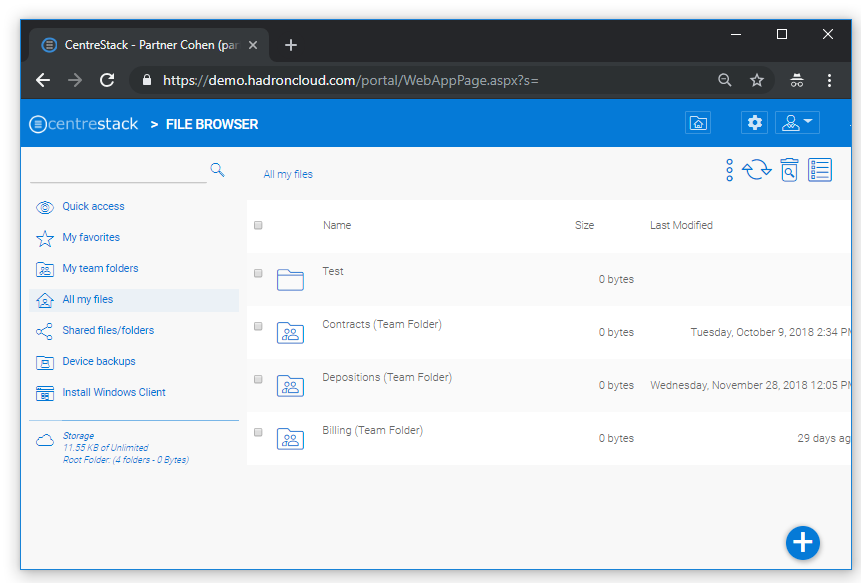 CentreStack - Partner Cohen (par
https://demo.hadroncloud.com/portal/WebAppPage.aspx?s=
centrestack > FILE BROWSER
All my files
Quick access
My favorites
My team folders
All my files
Shared files/folders
Device backups
Install Windows Client
Storage
11.55 KB of Unlimited
Root Folder: (4 folders - 0 Bytes)
Name Size Last Modified
Test 0 bytes
Contracts (Team Folder) 0 bytes Tuesday, October 9, 2018 2:34 PM
Depositions (Team Folder) 0 bytes Wednesday, November 28, 2018 12:05 PM
Billing (Team Folder) 0 bytes 29 days ag